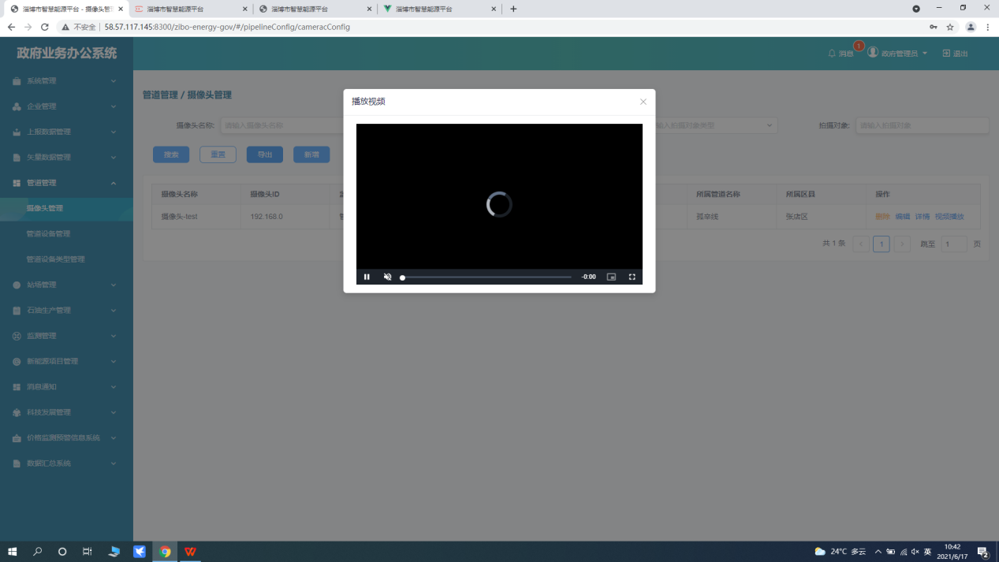 淄博市智慧能源平台 - 摄像头管
淄博市智慧能源平台
淄博市智慧能源平台
淄博市智慧能源平台
不安全 58.57.117.145:8300/zibo-energy-gov/#/pipelineConfig/cameracConfig
政府业务办公系统
消息 1 政府管理员 退出
系统管理
企业管理
上报数据管理
矢量数据管理
管道管理
摄像头管理
管道设备管理
管道设备类型管理
站场管理
石油生产管理
监测管理
新能源项目管理
消息通知
科技发展管理
价格监测预警信息系统
数据汇总系统
管道管理 / 摄像头管理
摄像头名称: 请输入摄像头名称
输入拍摄对象类型
拍摄对象: 请输入拍摄对象
搜索 重置 导出 新增
摄像头名称 摄像头ID 所属管道名称 所属区县 操作
摄像头-test 192.168.0 管 孤辛线 张店区 删除 编辑 详情 视频播放
共 1 条 1 跳至 1 页
播放视频
-0:00
24°C 多云 英 10:42
2021/6/17
2